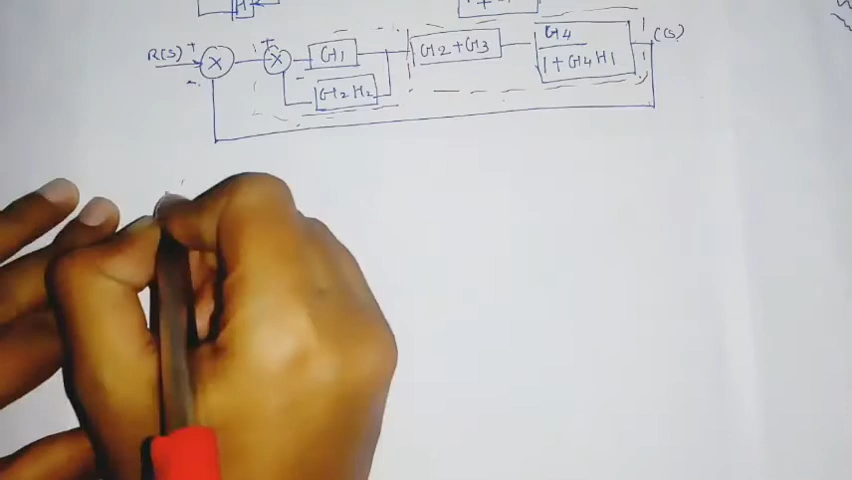 R(S) + × + × G1 G2+G3 G4 C(S)
1+G4H1
- - G2H2